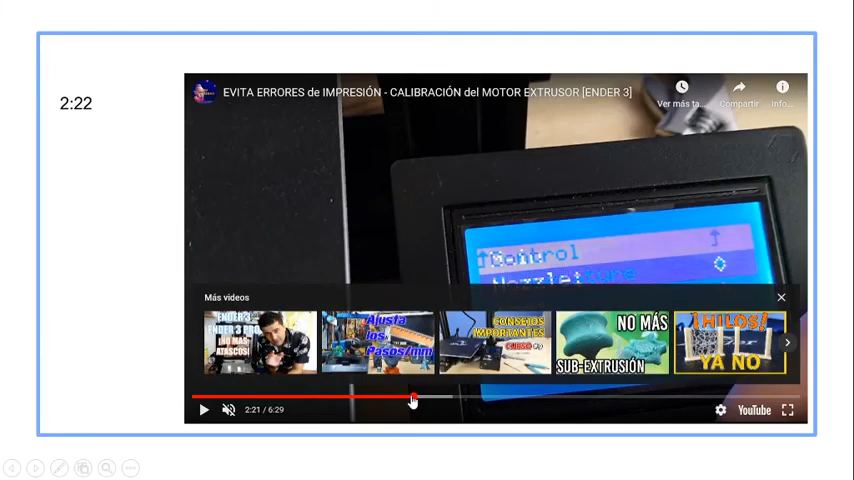 2:22
EVITA ERRORES de IMPRESIÓN - CALIBRACIÓN del MOTOR EXTRUSOR [ENDER 3]
Ver más ta...
Compartir
Info...
Control
Más videos
ENDER 3
ENDER 3 PRO
¡NO MAS
ATASCOS!
Ajusta
los
Pasos/mm
CONSEJOS
IMPORTANTES
NO MÁS
SUB-EXTRUSIÓN
¡HILOS!
YA NO
2:21 / 6:29
YouTube